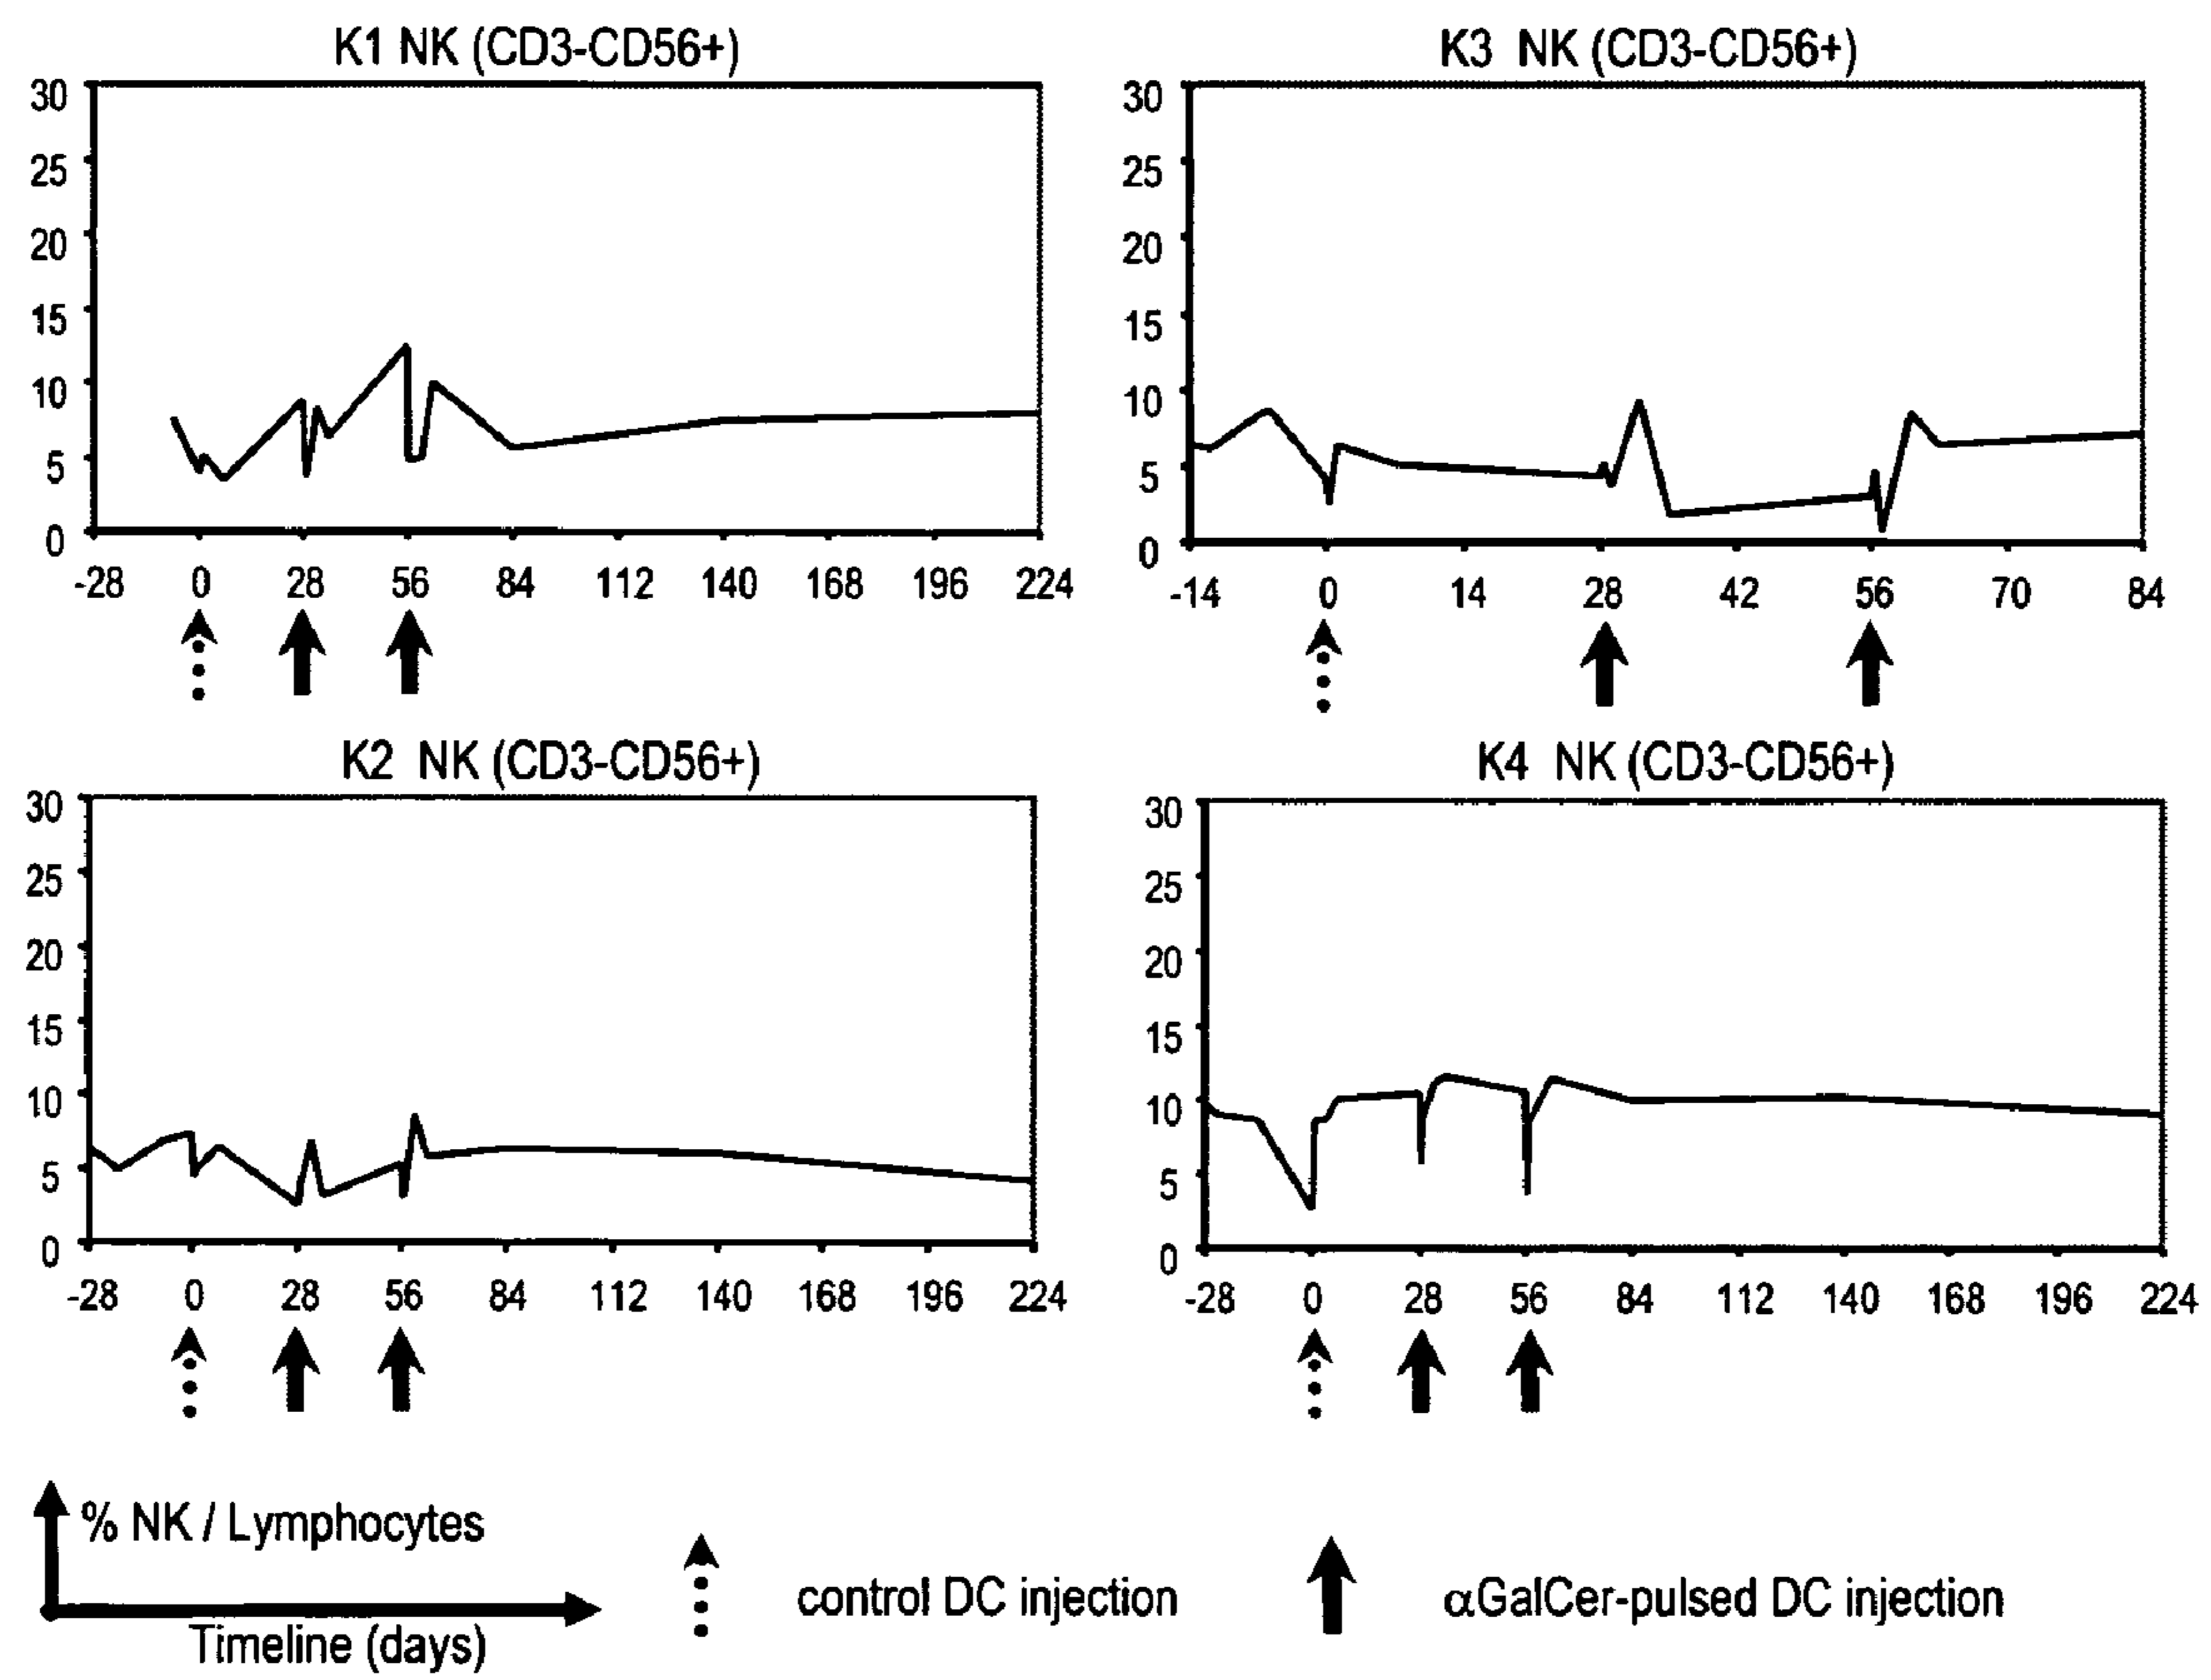 K1 NK (CD3-CD56+)
30
25
20
15
10
5
0
-28 0 28 56 84 112 140 168 196 224
K3 NK (CD3-CD56+)
30
25
20
15
10
5
0
-14 0 14 28 42 56 70 84
K2 NK (CD3-CD56+)
30
25
20
15
10
5
0
-28 0 28 56 84 112 140 168 196 224
K4 NK (CD3-CD56+)
30
25
20
15
10
5
0
-28 0 28 56 84 112 140 168 196 224
% NK / Lymphocytes
Timeline (days)
control DC injection
αGalCer-pulsed DC injection